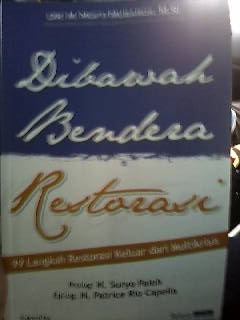 Dibawah
Bendera
Restorasi
99 Langkah Restorasi Keluar dari Multikrisis
Prolog H. Surya Paloh
Epilog H. Patrice Rio Capella